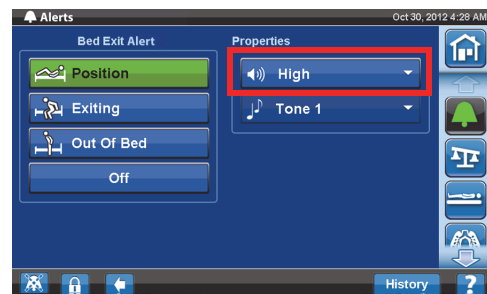 Alerts
Oct 30, 2012 4:28 AM
Bed Exit Alert
Properties
Position
High
Exiting
Tone 1
Out Of Bed
Off
History
?